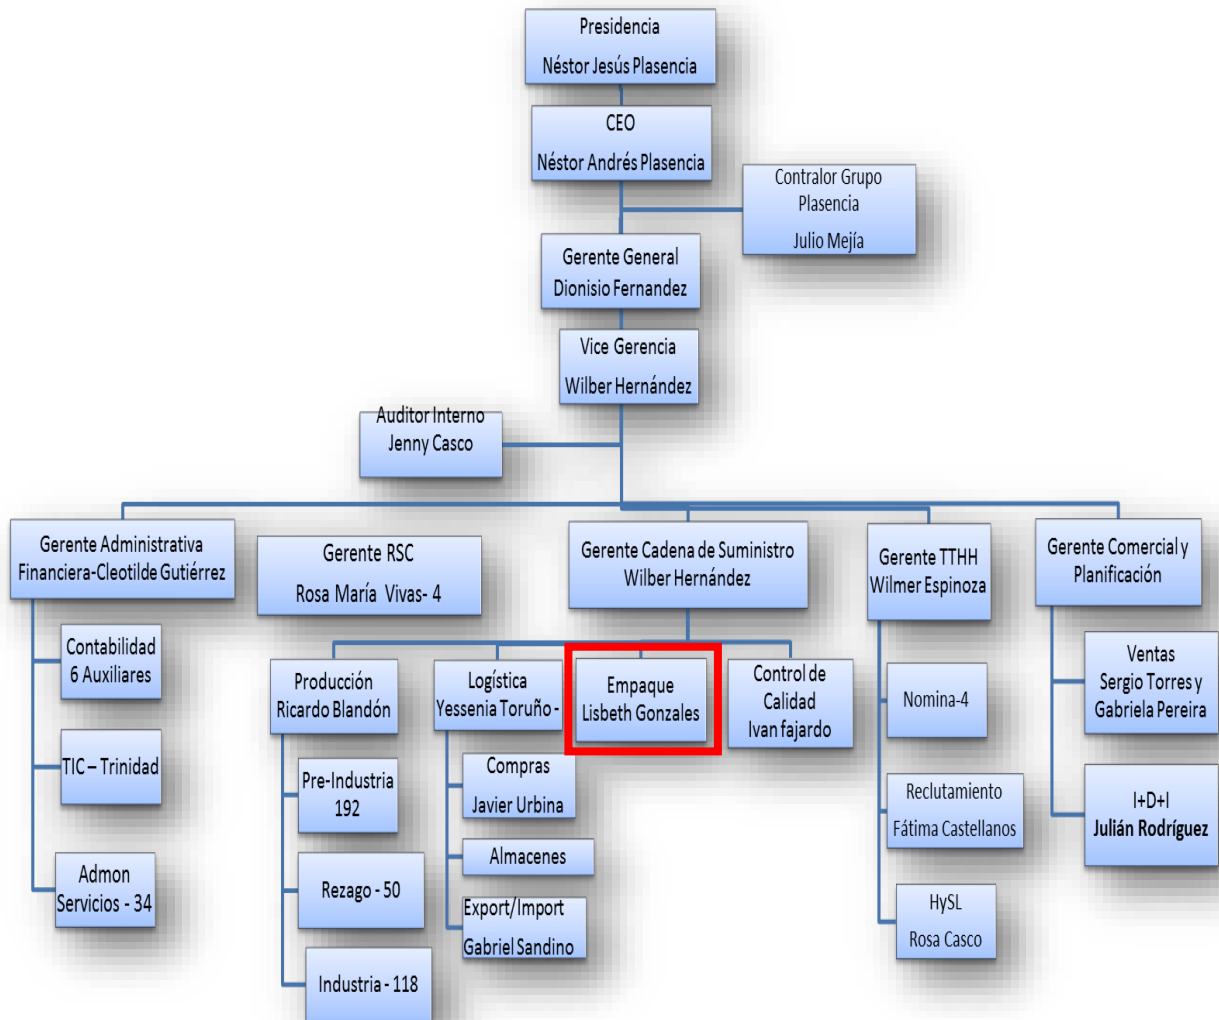 Presidencia
Néstor Jesús Plasencia
CEO
Néstor Andrés Plasencia
Contralor Grupo
Plasencia
Julio Mejía
Gerente General
Dionisio Fernandez
Vice Gerencia
Wilber Hernández
Auditor Interno
Jenny Casco
Gerente Administrativa
Financiera-Cleotilde Gutiérrez
Gerente RSC
Rosa María Vivas- 4
Gerente Cadena de Suministro
Wilber Hernández
Gerente TTHH
Wilmer Espinoza
Gerente Comercial y
Planificación
Contabilidad
6 Auxiliares
TIC – Trinidad
Admon
Servicios - 34
Producción
Ricardo Blandón
Pre-Industria
192
Rezago - 50
Industria - 118
Logística
Yessenia Toruño -
Compras
Javier Urbina
Almacenes
Export/Import
Gabriel Sandino
Empaque
Lisbeth Gonzales
Control de
Calidad
Ivan fajardo
Nomina-4
Reclutamiento
Fátima Castellanos
HySL
Rosa Casco
Ventas
Sergio Torres y
Gabriela Pereira
I+D+I
Julián Rodríguez